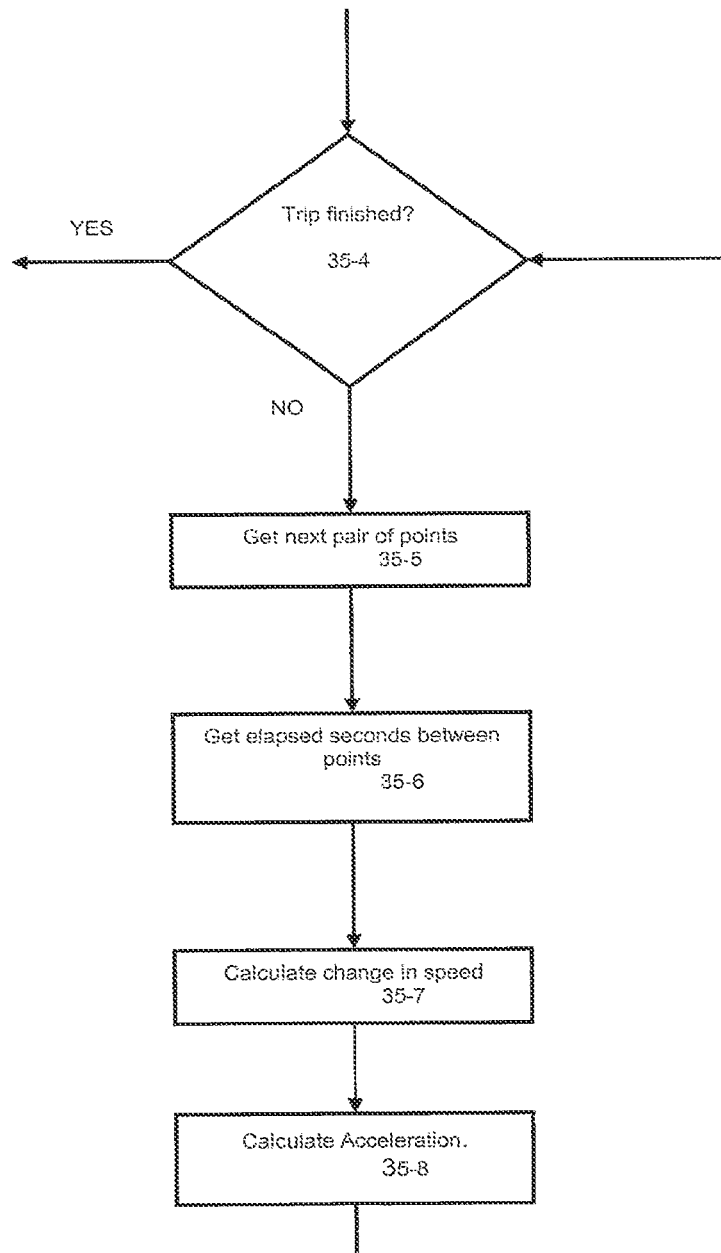 Trip finished?
YES
35-4
NO
Get next pair of points
35-5
Get elapsed seconds between
points
35-6
Calculate change in speed
35-7
Calculate Acceleration.
35-8